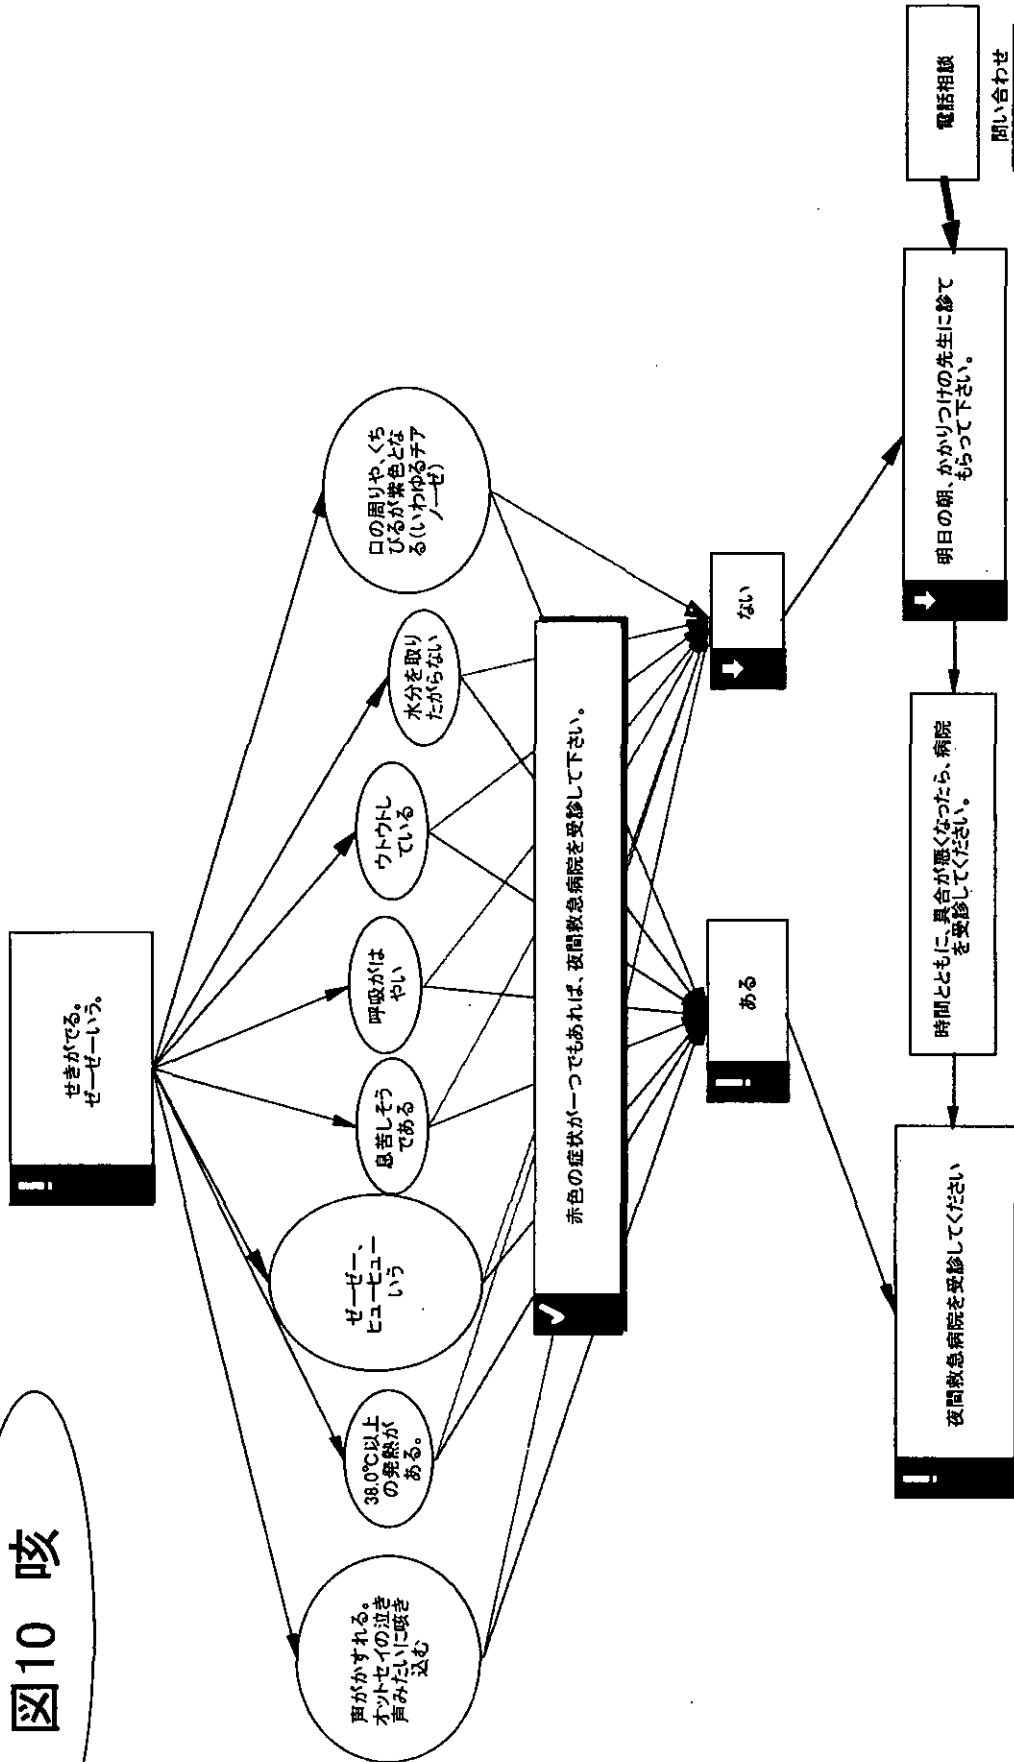 図10 咳
せきがでる。
ゼーゼーいう。
声がかすれる。
オットセイの泣き
声みたいに咳き
込む
38.0℃以上
の発熱が
ある。
ゼーゼー、
ヒューヒュー
いう
息苦しそう
である
呼吸がは
やい
ウトウトし
ている
水分を取り
たがらない
口の周りや、くち
びるが紫色とな
る(いわゆるチア
ノーゼ)
赤色の症状が一つでもあれば、夜間救急病院を受診して下さい。
ある
ない
夜間救急病院を受診してください
時間とともに、具合が悪くなったら、病院
を受診してください。
明日の朝、かかりつけの先生に診て
もらって下さい。
電話相談
問い合わせ